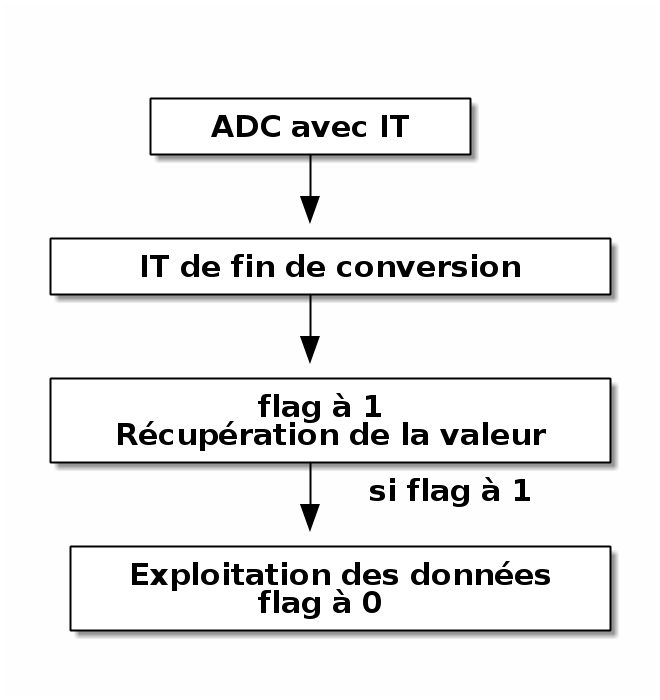 ADC avec IT
IT de fin de conversion
flag à 1
Récupération de la valeur
si flag à 1
Exploitation des données
flag à 0